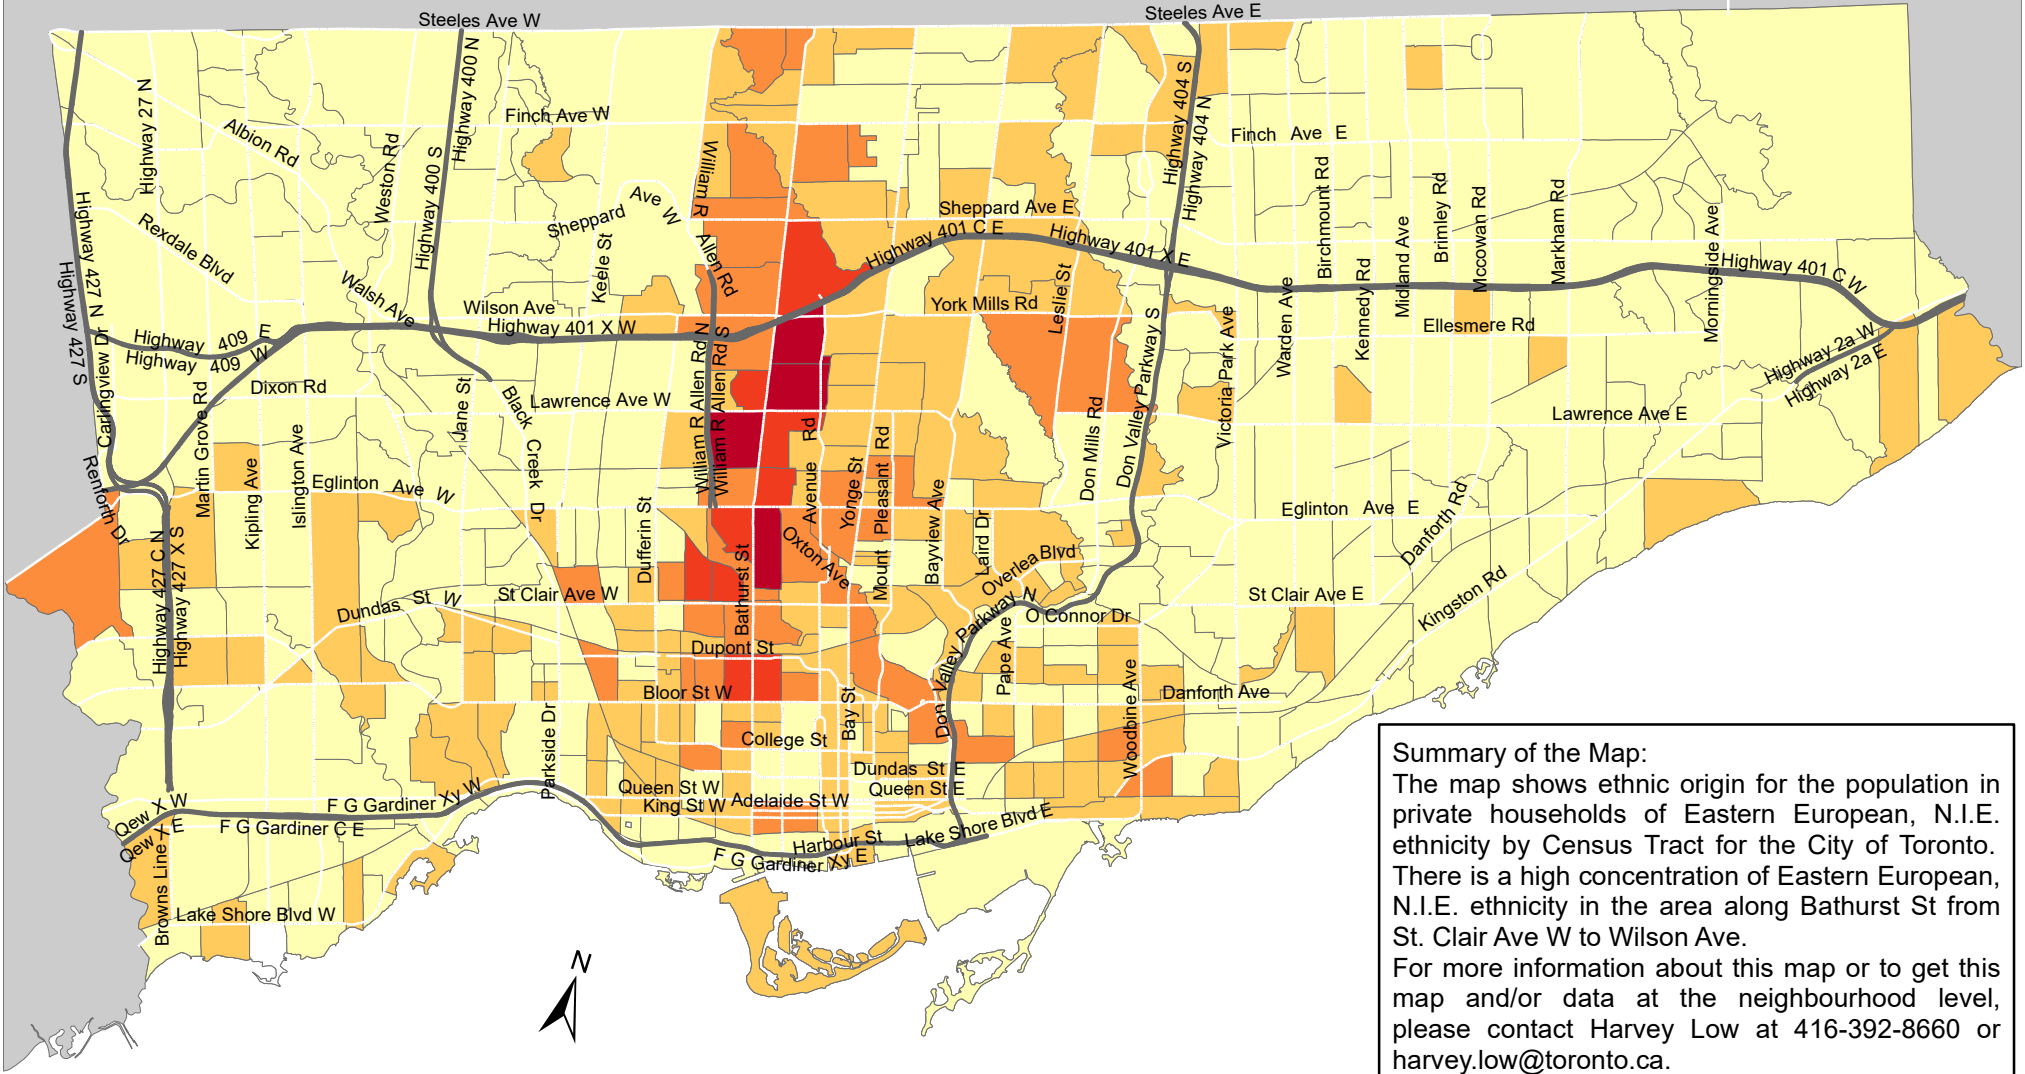 Steeles Ave W
Steeles Ave E
Highway 27 N
Albion Rd
Weston Rd
Highway 400 N
Highway 400 S
Finch Ave W
William R Allen Rd
Highway 404 S
Highway 404 N
Finch Ave E
Sheppard Ave W
Sheppard Ave E
Keele St
Rexdale Blvd
Highway 427 N
Highway 427 S
Walsh Ave
Wilson Ave
Highway 401 X W
Highway 401 C E
Highway 401 X E
York Mills Rd
Leslie St
Birchmount Rd
Kennedy Rd
Midland Ave
Brimley Rd
Mccowan Rd
Markham Rd
Morningside Ave
Highway 401 C W
Warden Ave
Victoria Park Ave
Ellesmere Rd
Highway 2a W
Highway 2a E
Highway 409 E
Highway 409 W
Carlingview Dr
Dixon Rd
Martin Grove Rd
Jane St
Black Creek Dr
Lawrence Ave W
William R Allen Rd N
William R Allen Rd S
Lawrence Ave E
Don Mills Rd
Don Valley Parkway S
Renforth Dr
Kipling Ave
Islington Ave
Eglinton Ave W
Dufferin St
Avenue Rd
Yonge St
Mount Pleasant Rd
Bayview Ave
Laird Dr
Eglinton Ave E
Danforth Rd
Highway 427 C N
Highway 427 X S
Bathurst St
Oxton Ave
Overlea Blvd
Dundas St W
St Clair Ave W
Don Valley Parkway N
O Connor Dr
St Clair Ave E
Kingston Rd
Dupont St
Pape Ave
Bloor St W
Bay St
Woodbine Ave
Danforth Ave
Parkside Dr
College St
Dundas St E
Queen St W
Queen St E
King St W
Adelaide St W
Qew X W
Qew X E
F G Gardiner Xy W
F G Gardiner C E
Harbour St
Lake Shore Blvd E
F G Gardiner Xy E
Browns Line
Lake Shore Blvd W
N
Summary of the Map:
The map shows ethnic origin for the population in
private households of Eastern European, N.I.E.
ethnicity by Census Tract for the City of Toronto.
There is a high concentration of Eastern European,
N.I.E. ethnicity in the area along Bathurst St from
St. Clair Ave W to Wilson Ave.
For more information about this map or to get this
map and/or data at the neighbourhood level,
please contact Harvey Low at 416-392-8660 or
harvey.low@toronto.ca.